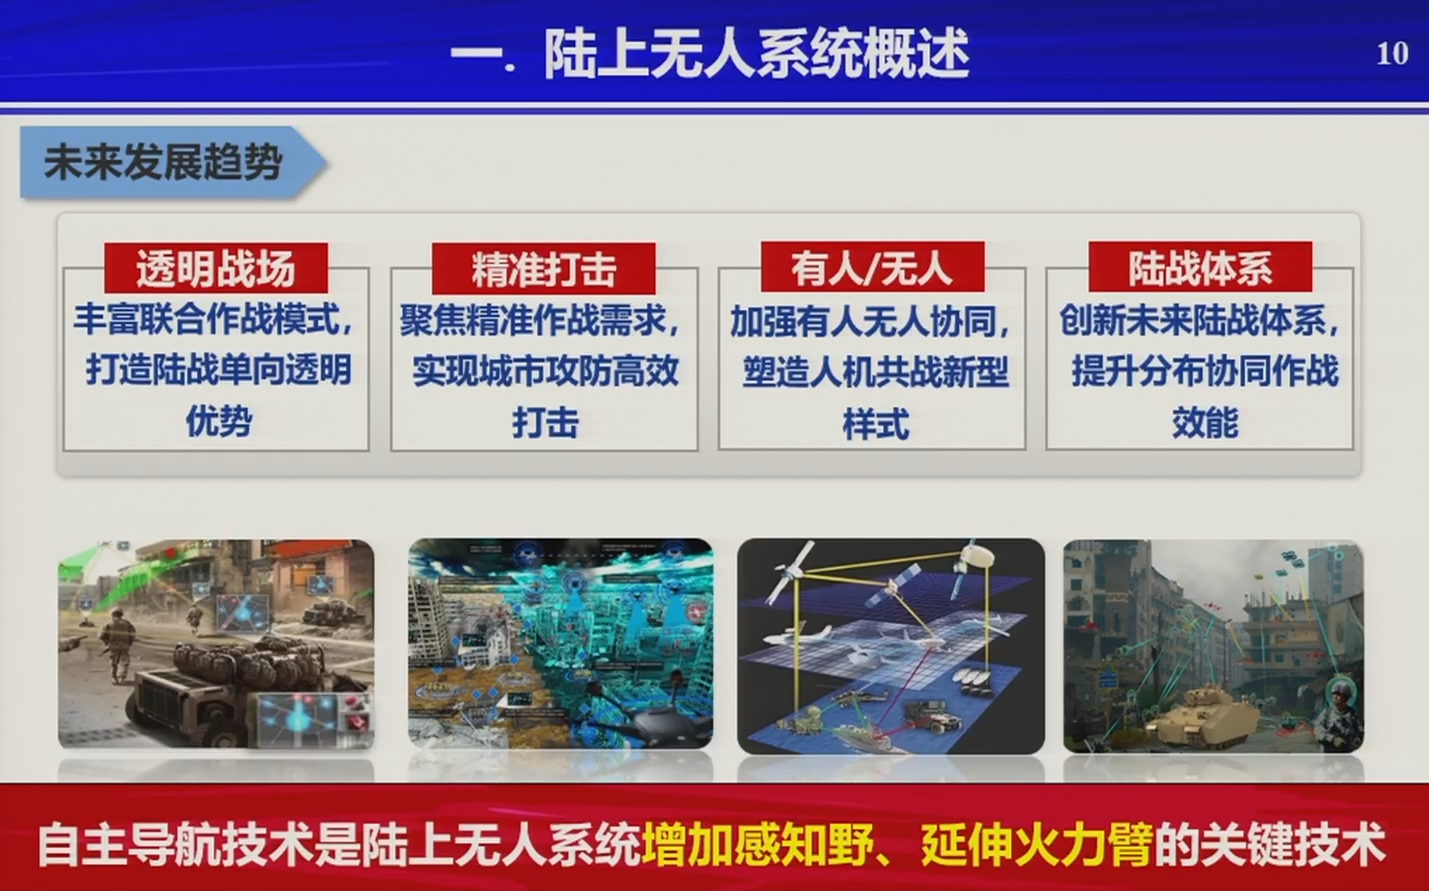 一. 陆上无人系统概述
10
未来发展趋势
透明战场
丰富联合作战模式，
打造陆战单向透明
优势
精准打击
聚焦精准作战需求，
实现城市攻防高效
打击
有人/无人
加强有人无人协同，
塑造人机共战新型
样式
陆战体系
创新未来陆战体系，
提升分布协同作战
效能
自主导航技术是陆上无人系统增加感知野、延伸火力臂的关键技术